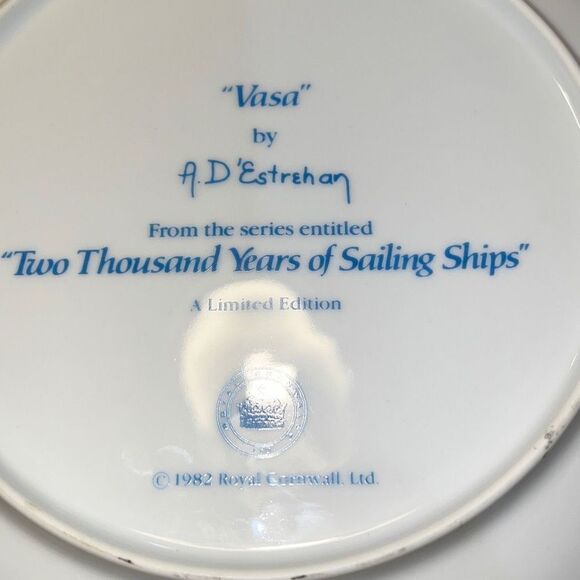 "Vasa"
by
A. D'Estrehan
From the series entitled
"Two Thousand Years of Sailing Ships"
A Limited Edition
© 1982 Royal Cornwall, Ltd.